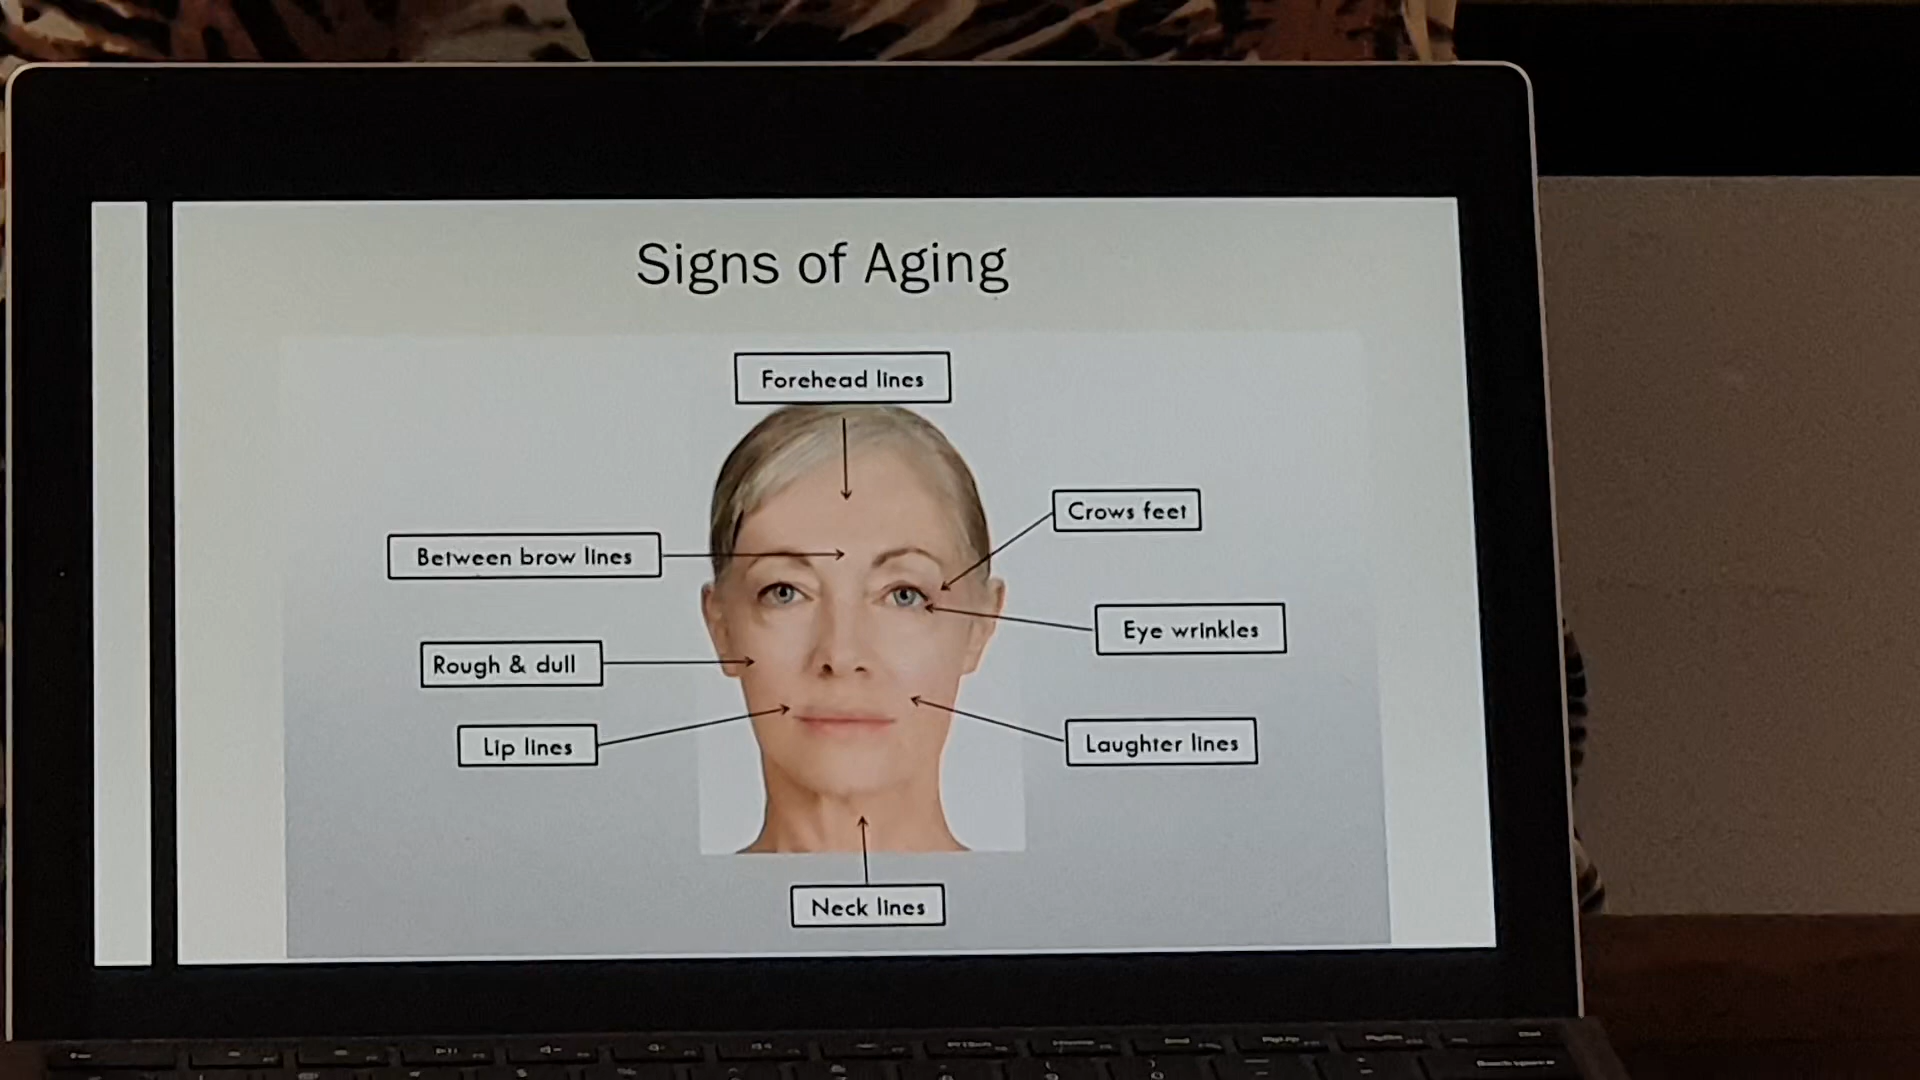 Signs of Aging
Forehead lines
Crows feet
Between brow lines
Eye wrinkles
Rough & dull
Lip lines
Laughter lines
Neck lines